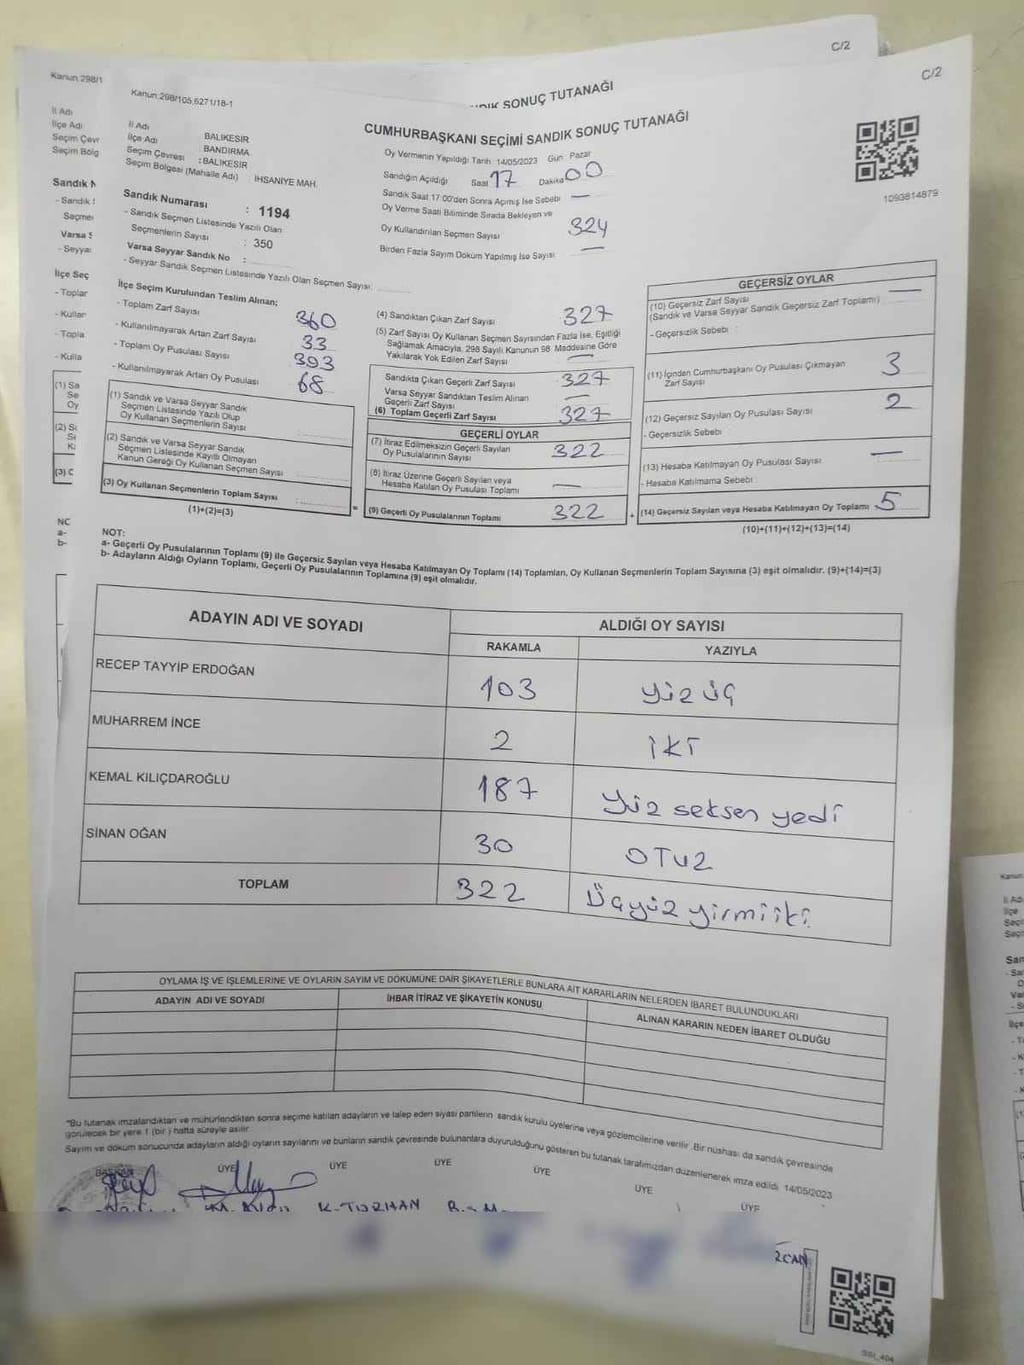 C/2
C/2
Kanun:298/1
Kanun:298/105,6271/18-1
SONUÇ TUTANAĞI
CUMHURBAŞKANI SEÇİMİ SANDIK SONUÇ TUTANAĞI
İl Adı
İlçe Adı
Seçim Çevr
Seçim Bölg
İl Adı BALIKESİR
İlçe Adı BANDIRMA
Seçim Çevresi : BALIKESİR
Seçim Bölgesi (Mahalle Adı) : İHSANİYE MAH.
Sandık Numarası : 1194
- Sandık Seçmen Listesinde Yazılı Olan
Seçmenlerin Sayısı : 350
Varsa Seyyar Sandık No :
- Seyyar Sandık Seçmen Listesinde Yazılı Olan Seçmen Sayısı:
Oy Vermenin Yapıldığı Tarih: 14/05/2023 Gün Pazar
Sandığın Açıldığı Saat 17 Dakika 00
Sandık Saat 17:00'den Sonra Açımış İse Sebebi —
Oy Verme Saati Bitiminde Sırada Bekleyen ve
Oy Kullandırılan Seçmen Sayısı 324
Birden Fazla Sayım Döküm Yapılmış İse Sayısı —
1093814879
İlçe Seçim Kurulundan Teslim Alınan;
- Toplam Zarf Sayısı 360
- Kullanılmayarak Artan Zarf Sayısı 33
- Toplam Oy Pusulası Sayısı 393
- Kullanılmayarak Artan Oy Pusulası 68
(1) Sandık ve Varsa Seyyar Sandık
Seçmen Listesinde Yazılı Olup
Oy Kullanan Seçmenlerin Sayısı
(2) Sandık ve Varsa Seyyar Sandık
Seçmen Listesinde Kayıtlı Olmayan
Kanun Gereği Oy Kullanan Seçmen Sayısı
(3) Oy Kullanan Seçmenlerin Toplam Sayısı
(1)+(2)=(3)
(4) Sandıktan Çıkan Zarf Sayısı 327
(5) Zarf Sayısı Oy Kullanan Seçmen Sayısından Fazla İse, Eşitliği
Sağlamak Amacıyla, 298 Sayılı Kanunun 98. Maddesine Göre
Yakılarak Yok Edilen Zarf Sayısı —
Sandıkta Çıkan Geçerli Zarf Sayısı 327
Varsa Seyyar Sandıktan Teslim Alınan
Geçerli Zarf Sayısı —
(6) Toplam Geçerli Zarf Sayısı 327
GEÇERLİ OYLAR
(7) İtiraz Edilmeksizin Geçerli Sayılan
Oy Pusulalarının Sayısı 322
(8) İtiraz Üzerine Geçerli Sayılan veya
Hesaba Katılan Oy Pusulası Toplamı —
(9) Geçerli Oy Pusulalarının Toplamı 322
GEÇERSİZ OYLAR
(10) Geçersiz Zarf Sayısı —
(Sandık ve Varsa Seyyar Sandık Geçersiz Zarf Toplamı)
- Geçersizlik Sebebi :
(11) İçinden Cumhurbaşkanı Oy Pusulası Çıkmayan
Zarf Sayısı 3
(12) Geçersiz Sayılan Oy Pusulası Sayısı 2
- Geçersizlik Sebebi
(13) Hesaba Katılmayan Oy Pusulası Sayısı —
- Hesaba Katılmama Sebebi :
(14) Geçersiz Sayılan veya Hesaba Katılmayan Oy Toplamı 5
(10)+(11)+(12)+(13)=(14)
NOT:
a- Geçerli Oy Pusulalarının Toplamı (9) ile Geçersiz Sayılan veya Hesaba Katılmayan Oy Toplamı (14) Toplamları, Oy Kullanan Seçmenlerin Toplam Sayısına (3) eşit olmalıdır. (9)+(14)=(3)
b- Adayların Aldığı Oyların Toplamı, Geçerli Oy Pusulalarının Toplamına (9) eşit olmalıdır.
ADAYIN ADI VE SOYADI ALDIĞI OY SAYISI
RAKAMLA YAZIYLA
RECEP TAYYİP ERDOĞAN 103 yüz üç
MUHARREM İNCE 2 iki
KEMAL KILIÇDAROĞLU 187 Yüz seksen yedi
SİNAN OĞAN 30 OTUZ
TOPLAM 322 Üçyüz yirmi iki
OYLAMA İŞ VE İŞLEMLERİNE VE OYLARIN SAYIM VE DÖKÜMÜNE DAİR ŞİKAYETLERLE BUNLARA AİT KARARLARIN NELERDEN İBARET BULUNDUKLARI
ADAYIN ADI VE SOYADI İHBAR İTİRAZ VE ŞİKAYETİN KONUSU ALINAN KARARIN NEDEN İBARET OLDUĞU
*Bu tutanak imzalandıktan ve mühürlendikten sonra seçime katılan adayların ve talep eden siyasi partilerin sandık kurulu üyelerine veya gözlemcilerine verilir. Bir nüshası da sandık çevresinde
görülecek bir yere 1 (bir) hafta süreyle asılır.
Sayım ve döküm sonucunda adayların aldığı oyların sayılarını ve bunların sandık çevresinde bulunanlara duyurulduğunu gösteren bu tutanak tarafımızdan düzenlenerek imza edildi. 14/05/2023
BAŞKAN ÜYE ÜYE ÜYE ÜYE ÜYE ÜYE
K. TURHAN